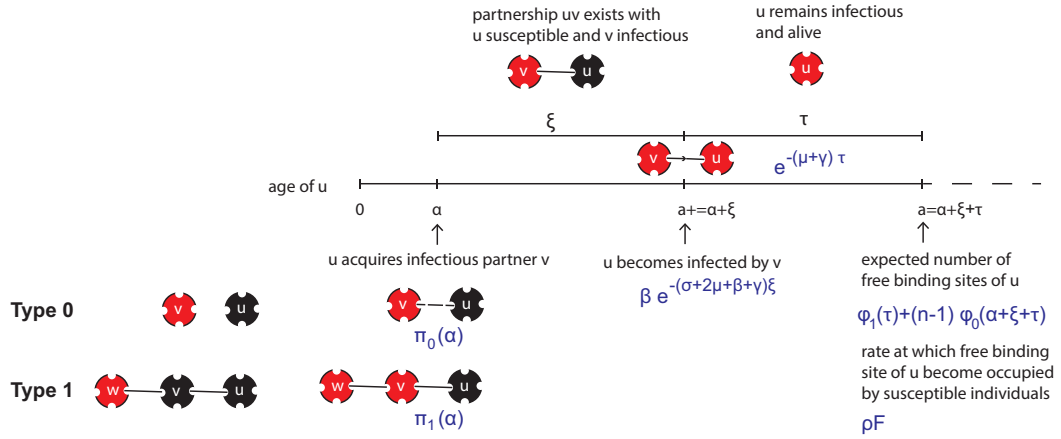 partnership uv exists with
u susceptible and v infectious
u remains infectious
and alive
v u
u
ξ
τ
v u
e^{-(μ+γ) τ}
age of u
0
α
a+=α+ξ
a=α+ξ+τ
u acquires infectious partner v
u becomes infected by v
β e^{-(σ+2μ+β+γ)ξ}
expected number of
free binding sites of u
φ₁(τ)+(n-1) φ₀(α+ξ+τ)
Type 0
v u
v u
π₀(α)
rate at which free binding
site of u become occupied
by susceptible individuals
ρF
Type 1
w v u
w v u
π₁(α)